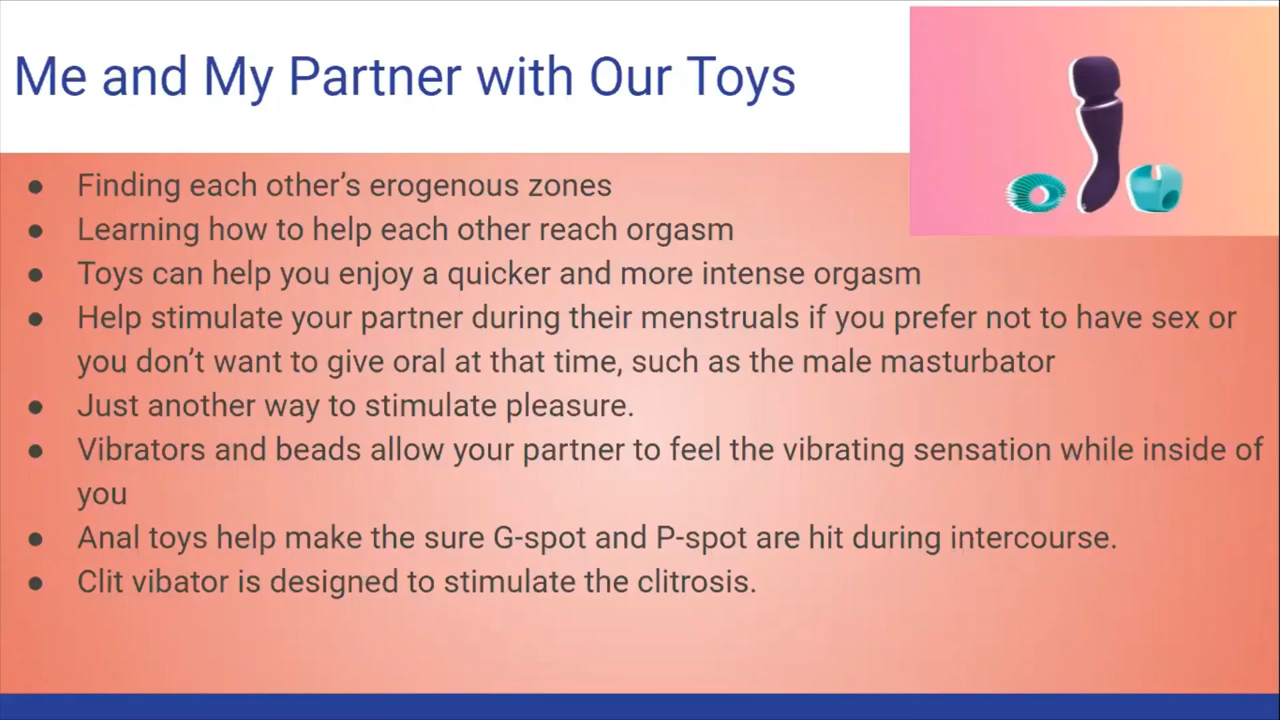 Me and My Partner with Our Toys
● Finding each other's erogenous zones
● Learning how to help each other reach orgasm
● Toys can help you enjoy a quicker and more intense orgasm
● Help stimulate your partner during their menstruals if you prefer not to have sex or
you don't want to give oral at that time, such as the male masturbator
● Just another way to stimulate pleasure.
● Vibrators and beads allow your partner to feel the vibrating sensation while inside of
you
● Anal toys help make the sure G-spot and P-spot are hit during intercourse.
● Clit vibator is designed to stimulate the clitrosis.